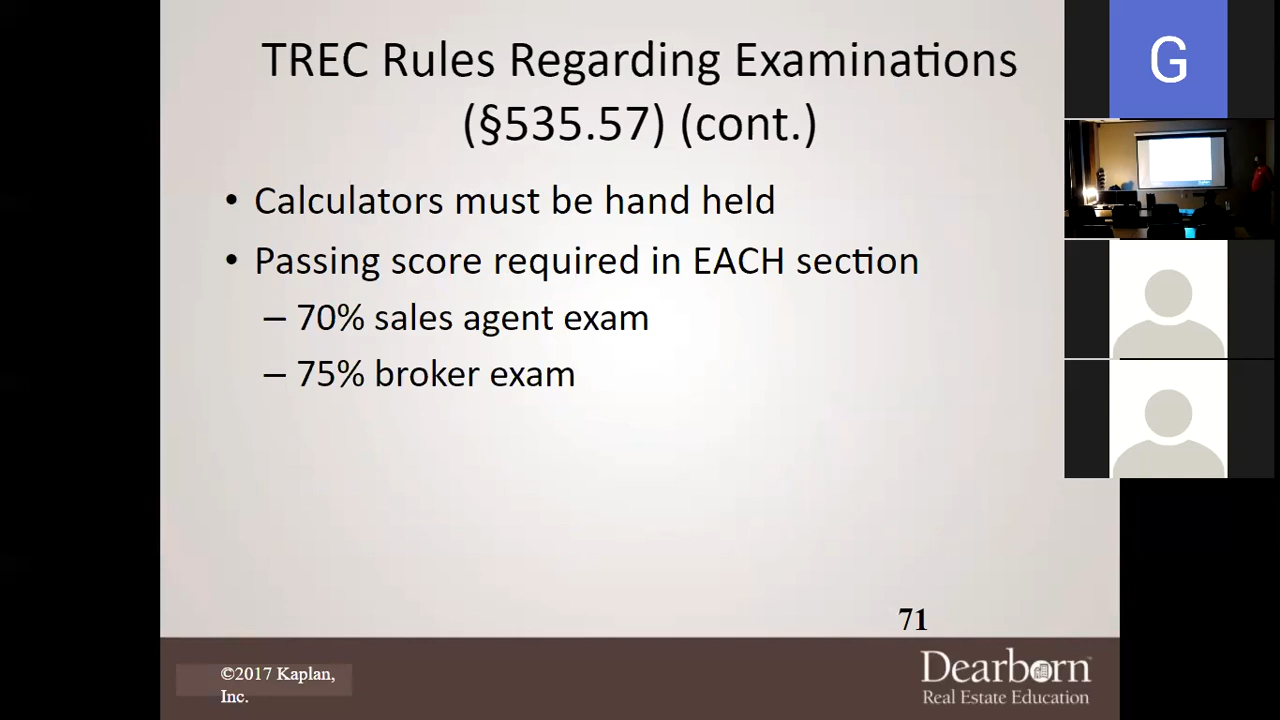 TREC Rules Regarding Examinations
(§535.57) (cont.)
• Calculators must be hand held
• Passing score required in EACH section
– 70% sales agent exam
– 75% broker exam
71
©2017 Kaplan,
Inc.
Dearborn
Real Estate Education
G